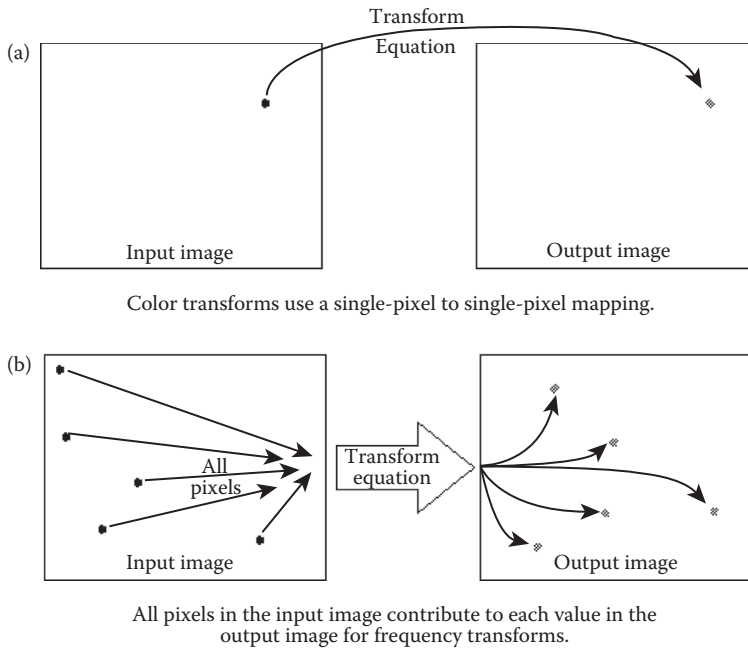 Transform
Equation
(a)
Input image
Output image
Color transforms use a single-pixel to single-pixel mapping.
(b)
All
pixels
Transform
equation
Input image
Output image
All pixels in the input image contribute to each value in the
output image for frequency transforms.